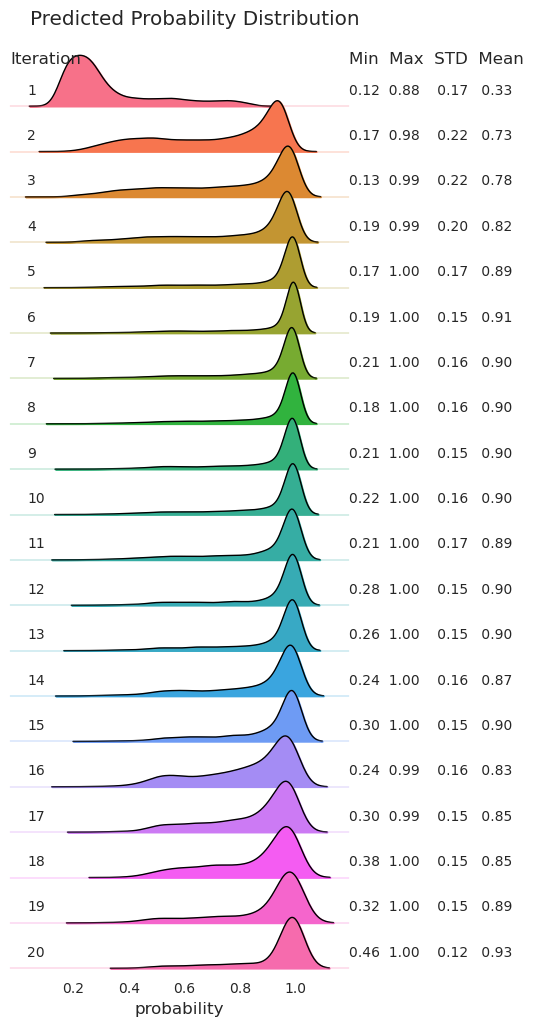 Predicted Probability Distribution
Iteration Min Max STD Mean
1 0.12 0.88 0.17 0.33
2 0.17 0.98 0.22 0.73
3 0.13 0.99 0.22 0.78
4 0.19 0.99 0.20 0.82
5 0.17 1.00 0.17 0.89
6 0.19 1.00 0.15 0.91
7 0.21 1.00 0.16 0.90
8 0.18 1.00 0.16 0.90
9 0.21 1.00 0.15 0.90
10 0.22 1.00 0.16 0.90
11 0.21 1.00 0.17 0.89
12 0.28 1.00 0.15 0.90
13 0.26 1.00 0.15 0.90
14 0.24 1.00 0.16 0.87
15 0.30 1.00 0.15 0.90
16 0.24 0.99 0.16 0.83
17 0.30 0.99 0.15 0.85
18 0.38 1.00 0.15 0.85
19 0.32 1.00 0.15 0.89
20 0.46 1.00 0.12 0.93
0.2 0.4 0.6 0.8 1.0
probability